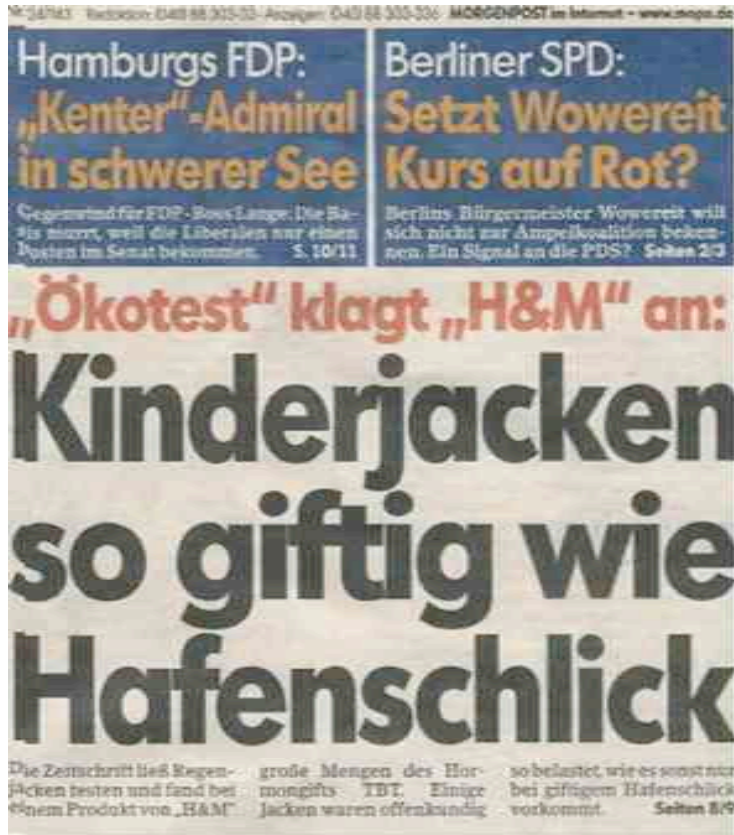 24783 Redaktion: 040/88 303-03 Anzeigen: 040/88 303-336 MORGENPOST im Internet – www.mopo.de
Hamburgs FDP:
„Kenter“-Admiral
in schwerer See
Gegenwind für FDP-Boss Lange. Die Ba-
sis murrt, weil die Liberalen nur einen
Posten im Senat bekommen. S. 10/11
Berliner SPD:
Setzt Wowereit
Kurs auf Rot?
Berlins Bürgermeister Wowereit will
sich nicht zur Ampelkoalition beken-
nen. Ein Signal an die PDS? Seiten 2/3
„Ökotest“ klagt „H&M“ an:
Kinderjacken
so giftig wie
Hafenschlick
Die Zeitschrift ließ Regen-
jacken testen und fand bei
einem Produkt von „H&M“
große Mengen des Hor-
mongifts TBT. Einige
Jacken waren offenkundig
so belastet, wie es sonst nur
bei giftigem Hafenschlick
vorkommt. Seiten 8/9